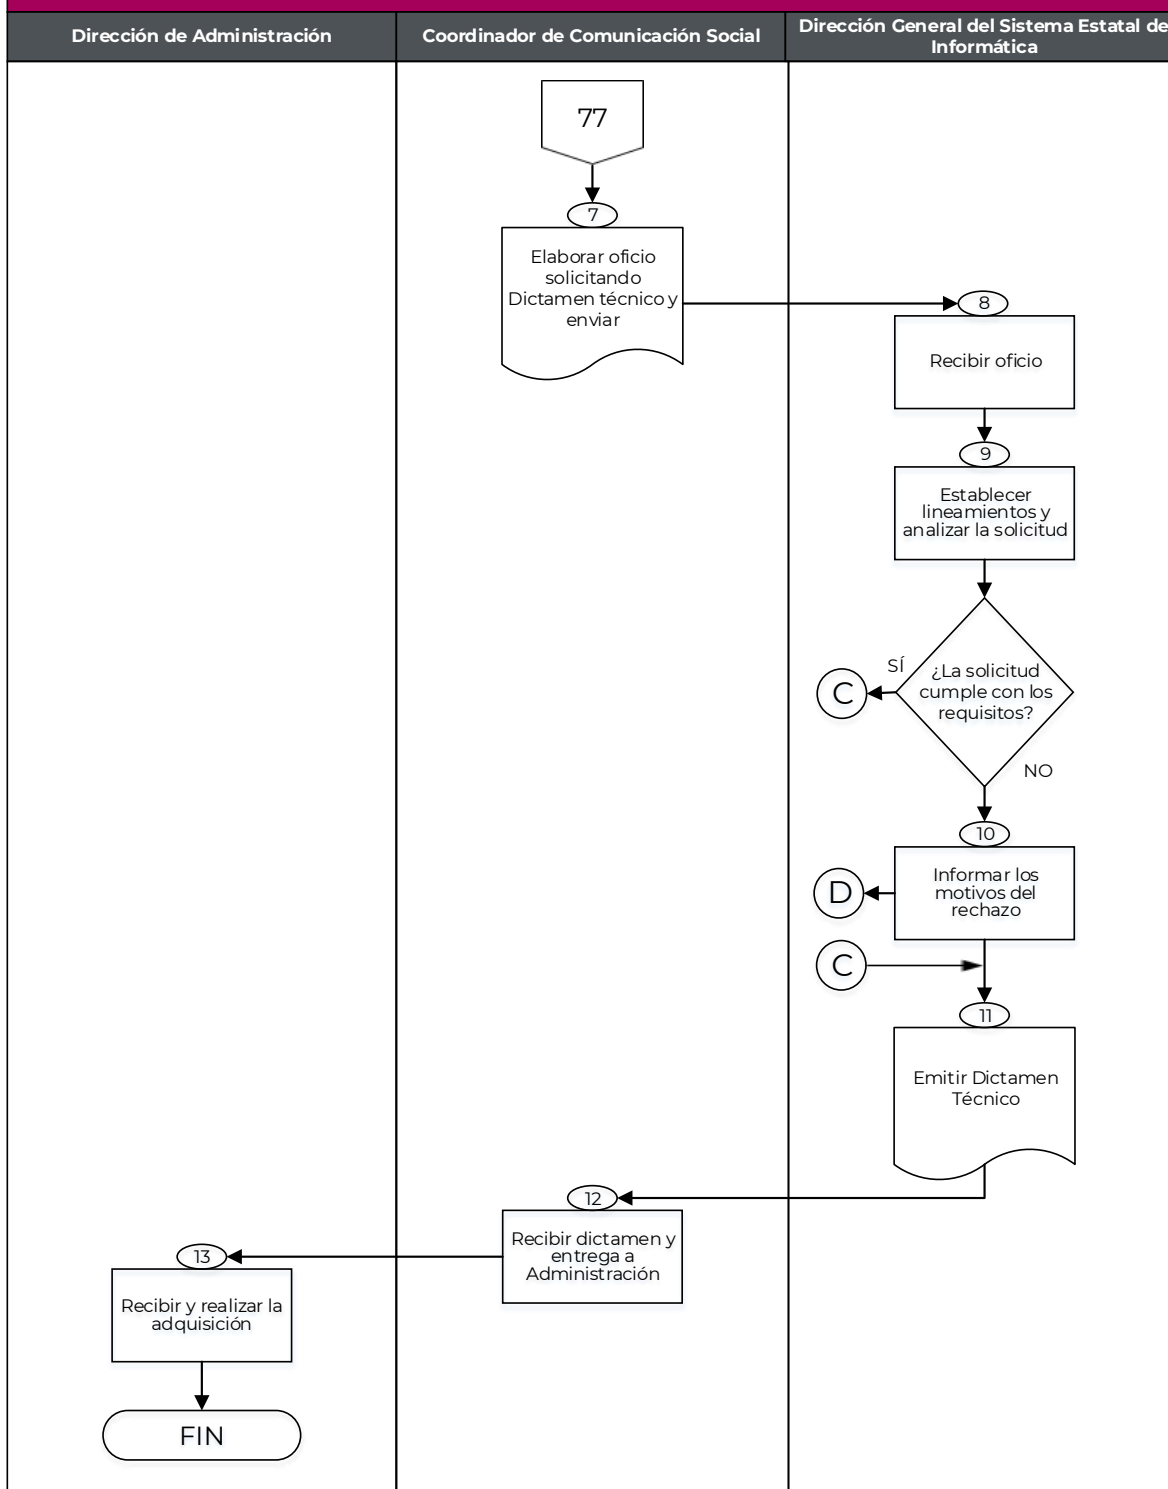 Dirección de Administración
Coordinador de Comunicación Social
Dirección General del Sistema Estatal de
Informática
77
7
Elaborar oficio
solicitando
Dictamen técnico y
enviar
8
Recibir oficio
9
Establecer
lineamientos y
analizar la solicitud
SÍ
¿La solicitud
cumple con los
requisitos?
C
NO
10
Informar los
motivos del
rechazo
D
C
11
Emitir Dictamen
Técnico
12
Recibir dictamen y
entrega a
Administración
13
Recibir y realizar la
adquisición
FIN